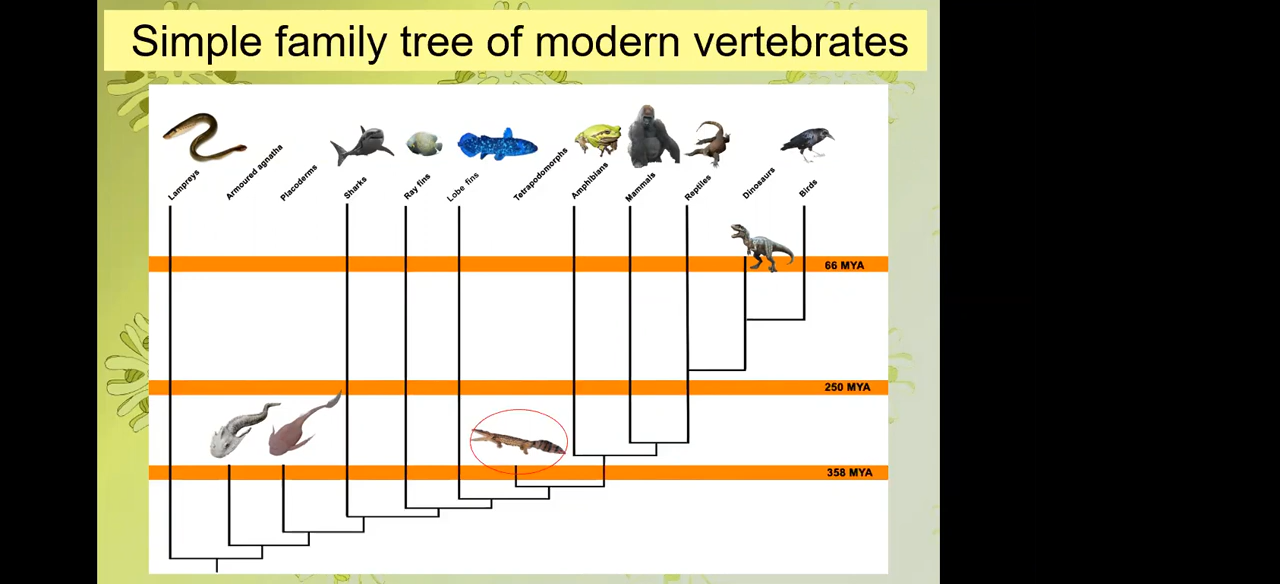 Simple family tree of modern vertebrates
Lampreys
Armoured agnatha
Placoderms
Sharks
Ray fins
Lobe fins
Tetrapodomorphs
Amphibians
Mammals
Reptiles
Dinosaurs
Birds
66 MYA
250 MYA
358 MYA